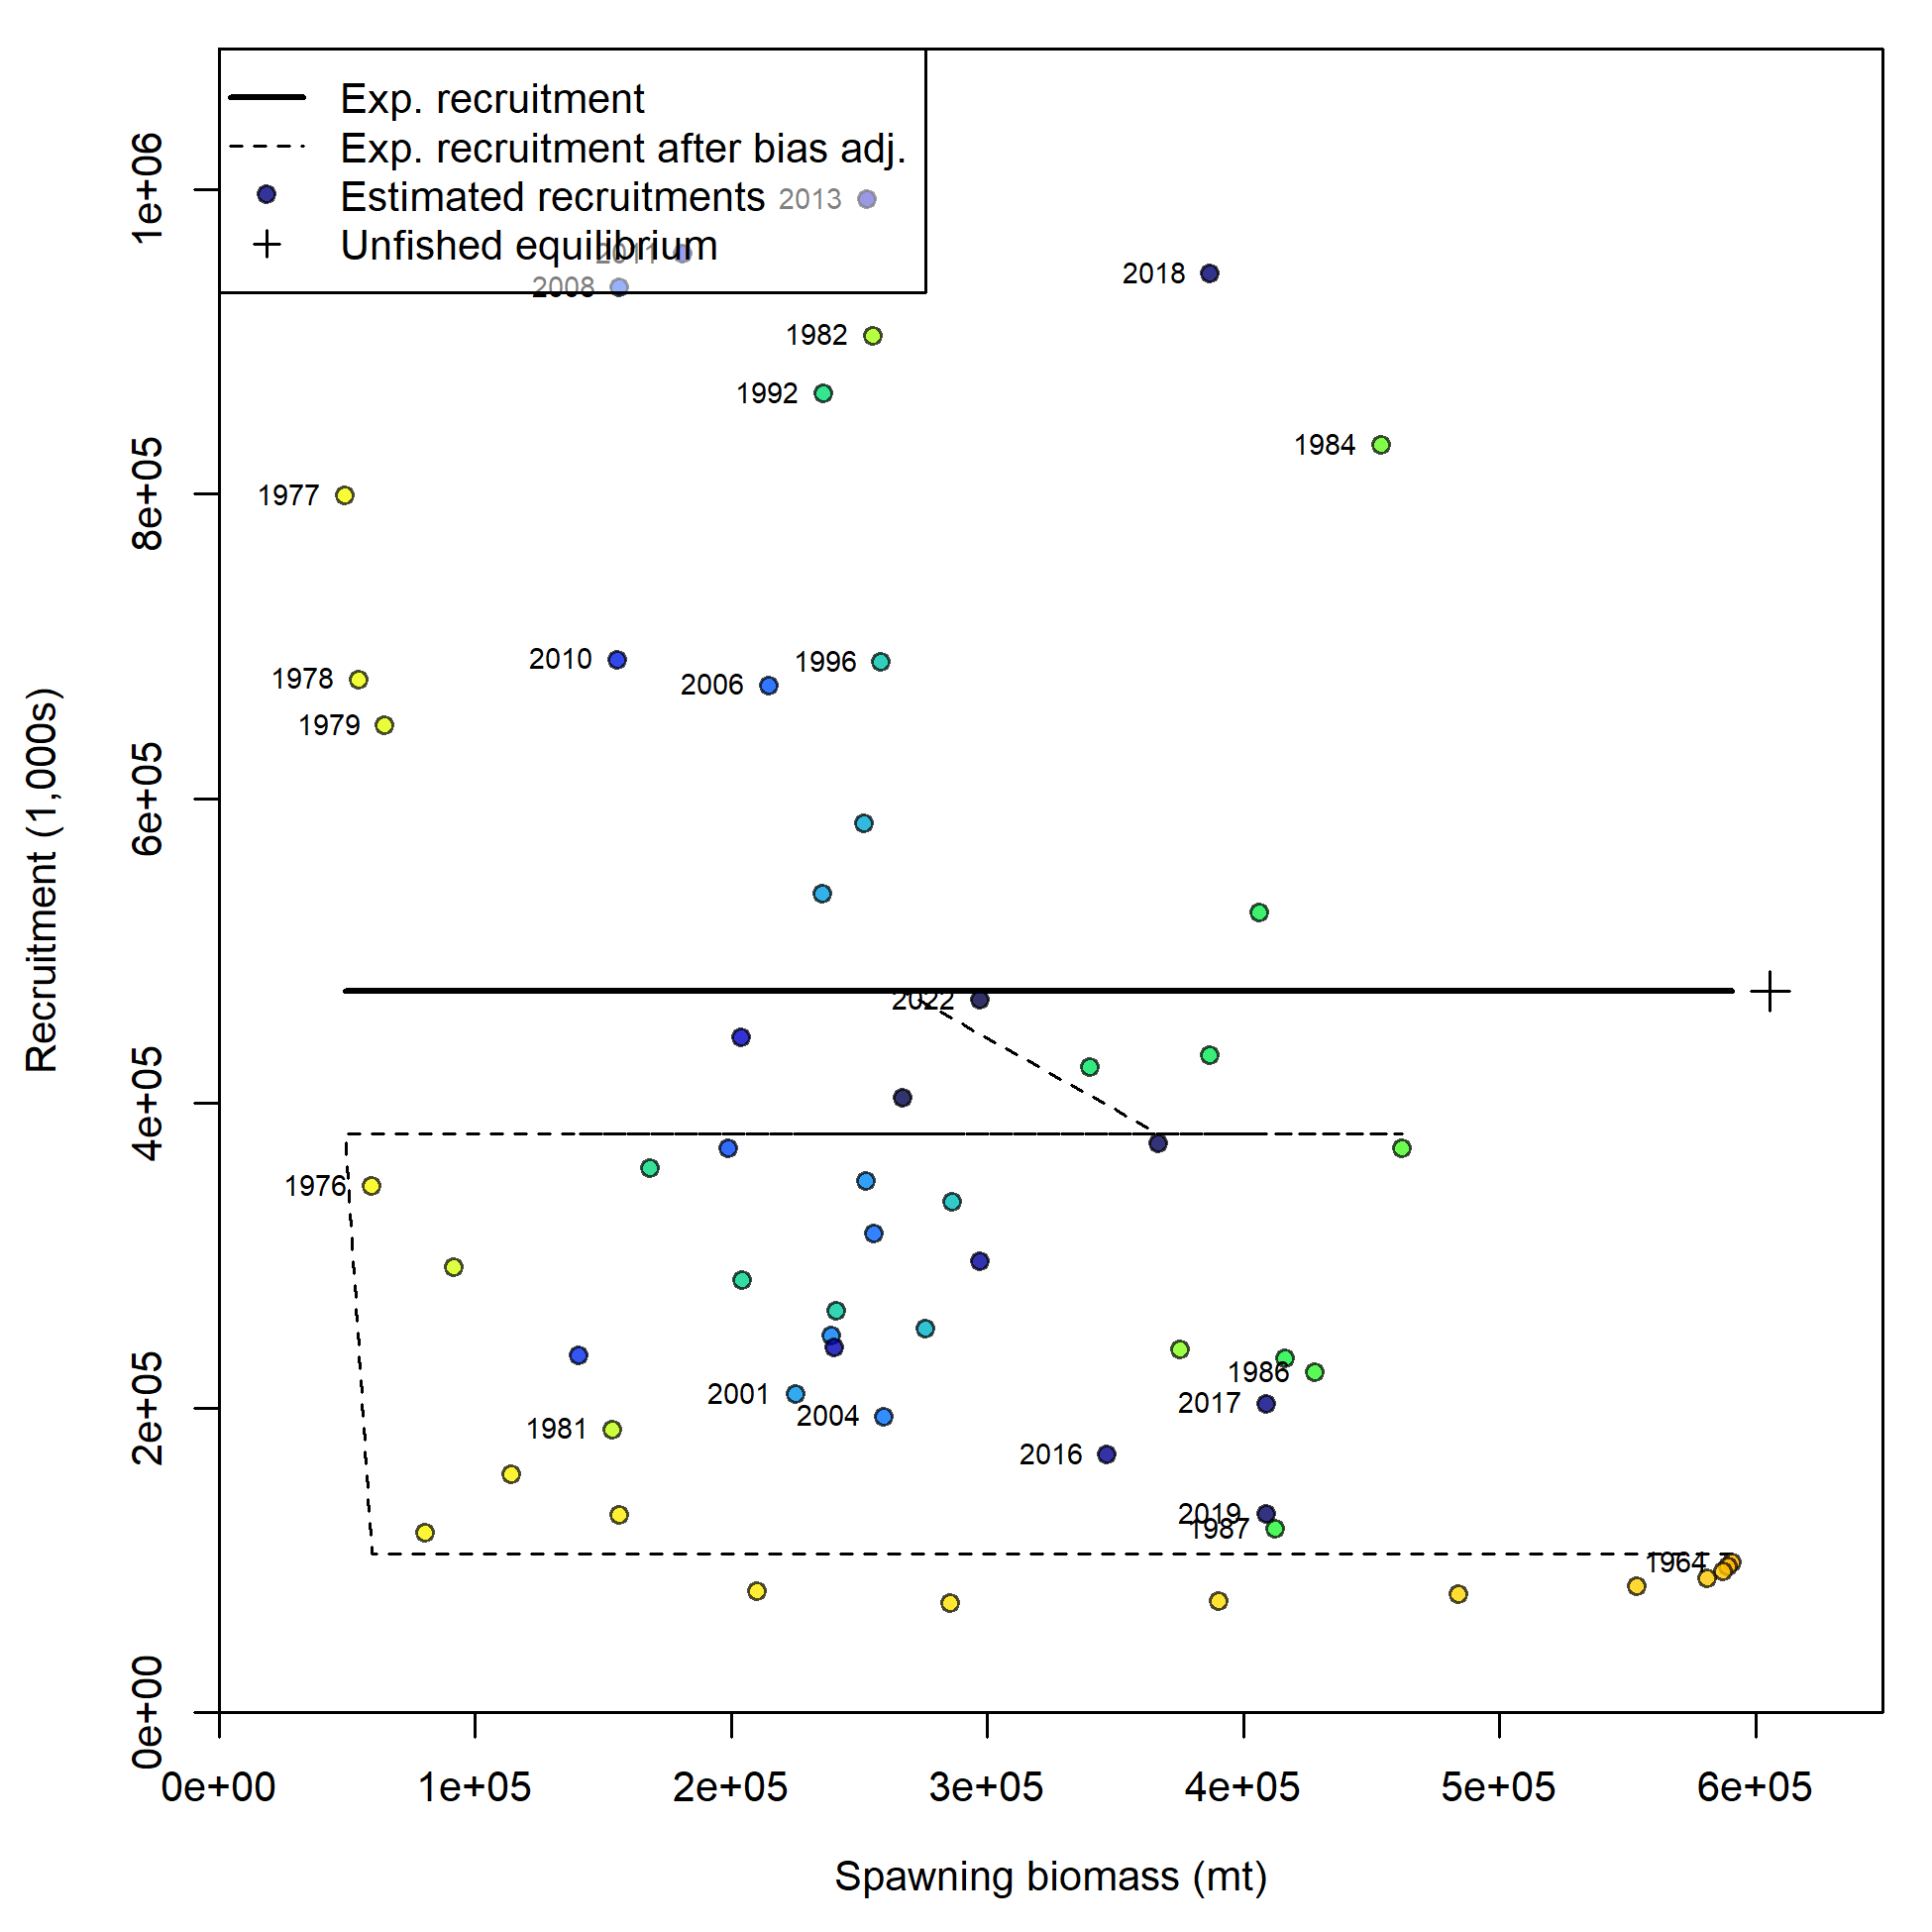 Exp. recruitment
Exp. recruitment after bias adj.
Estimated recruitments
2013
Unfished equilibrium
2011
2008
2018
1982
1992
1984
1977
2010
1996
1978
2006
1979
2022
1976
1986
2001
2017
2004
1981
2016
2019
1987
1964
Recruitment (1,000s)
1e+06
8e+05
6e+05
4e+05
2e+05
0e+00
0e+00 1e+05 2e+05 3e+05 4e+05 5e+05 6e+05
Spawning biomass (mt)